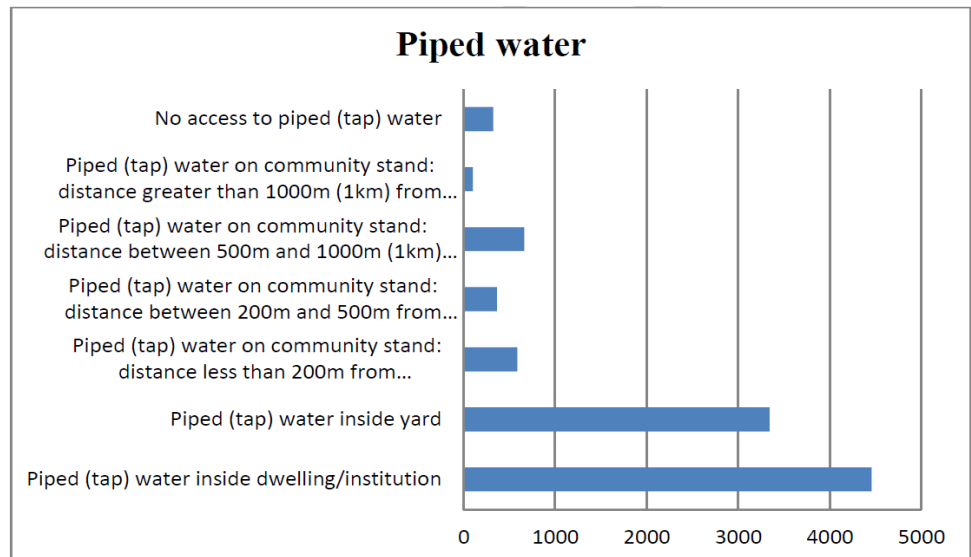 Piped water
No access to piped (tap) water
Piped (tap) water on community stand:
distance greater than 1000m (1km) from...
Piped (tap) water on community stand:
distance between 500m and 1000m (1km)...
Piped (tap) water on community stand:
distance between 200m and 500m from...
Piped (tap) water on community stand:
distance less than 200m from...
Piped (tap) water inside yard
Piped (tap) water inside dwelling/institution
0 1000 2000 3000 4000 5000